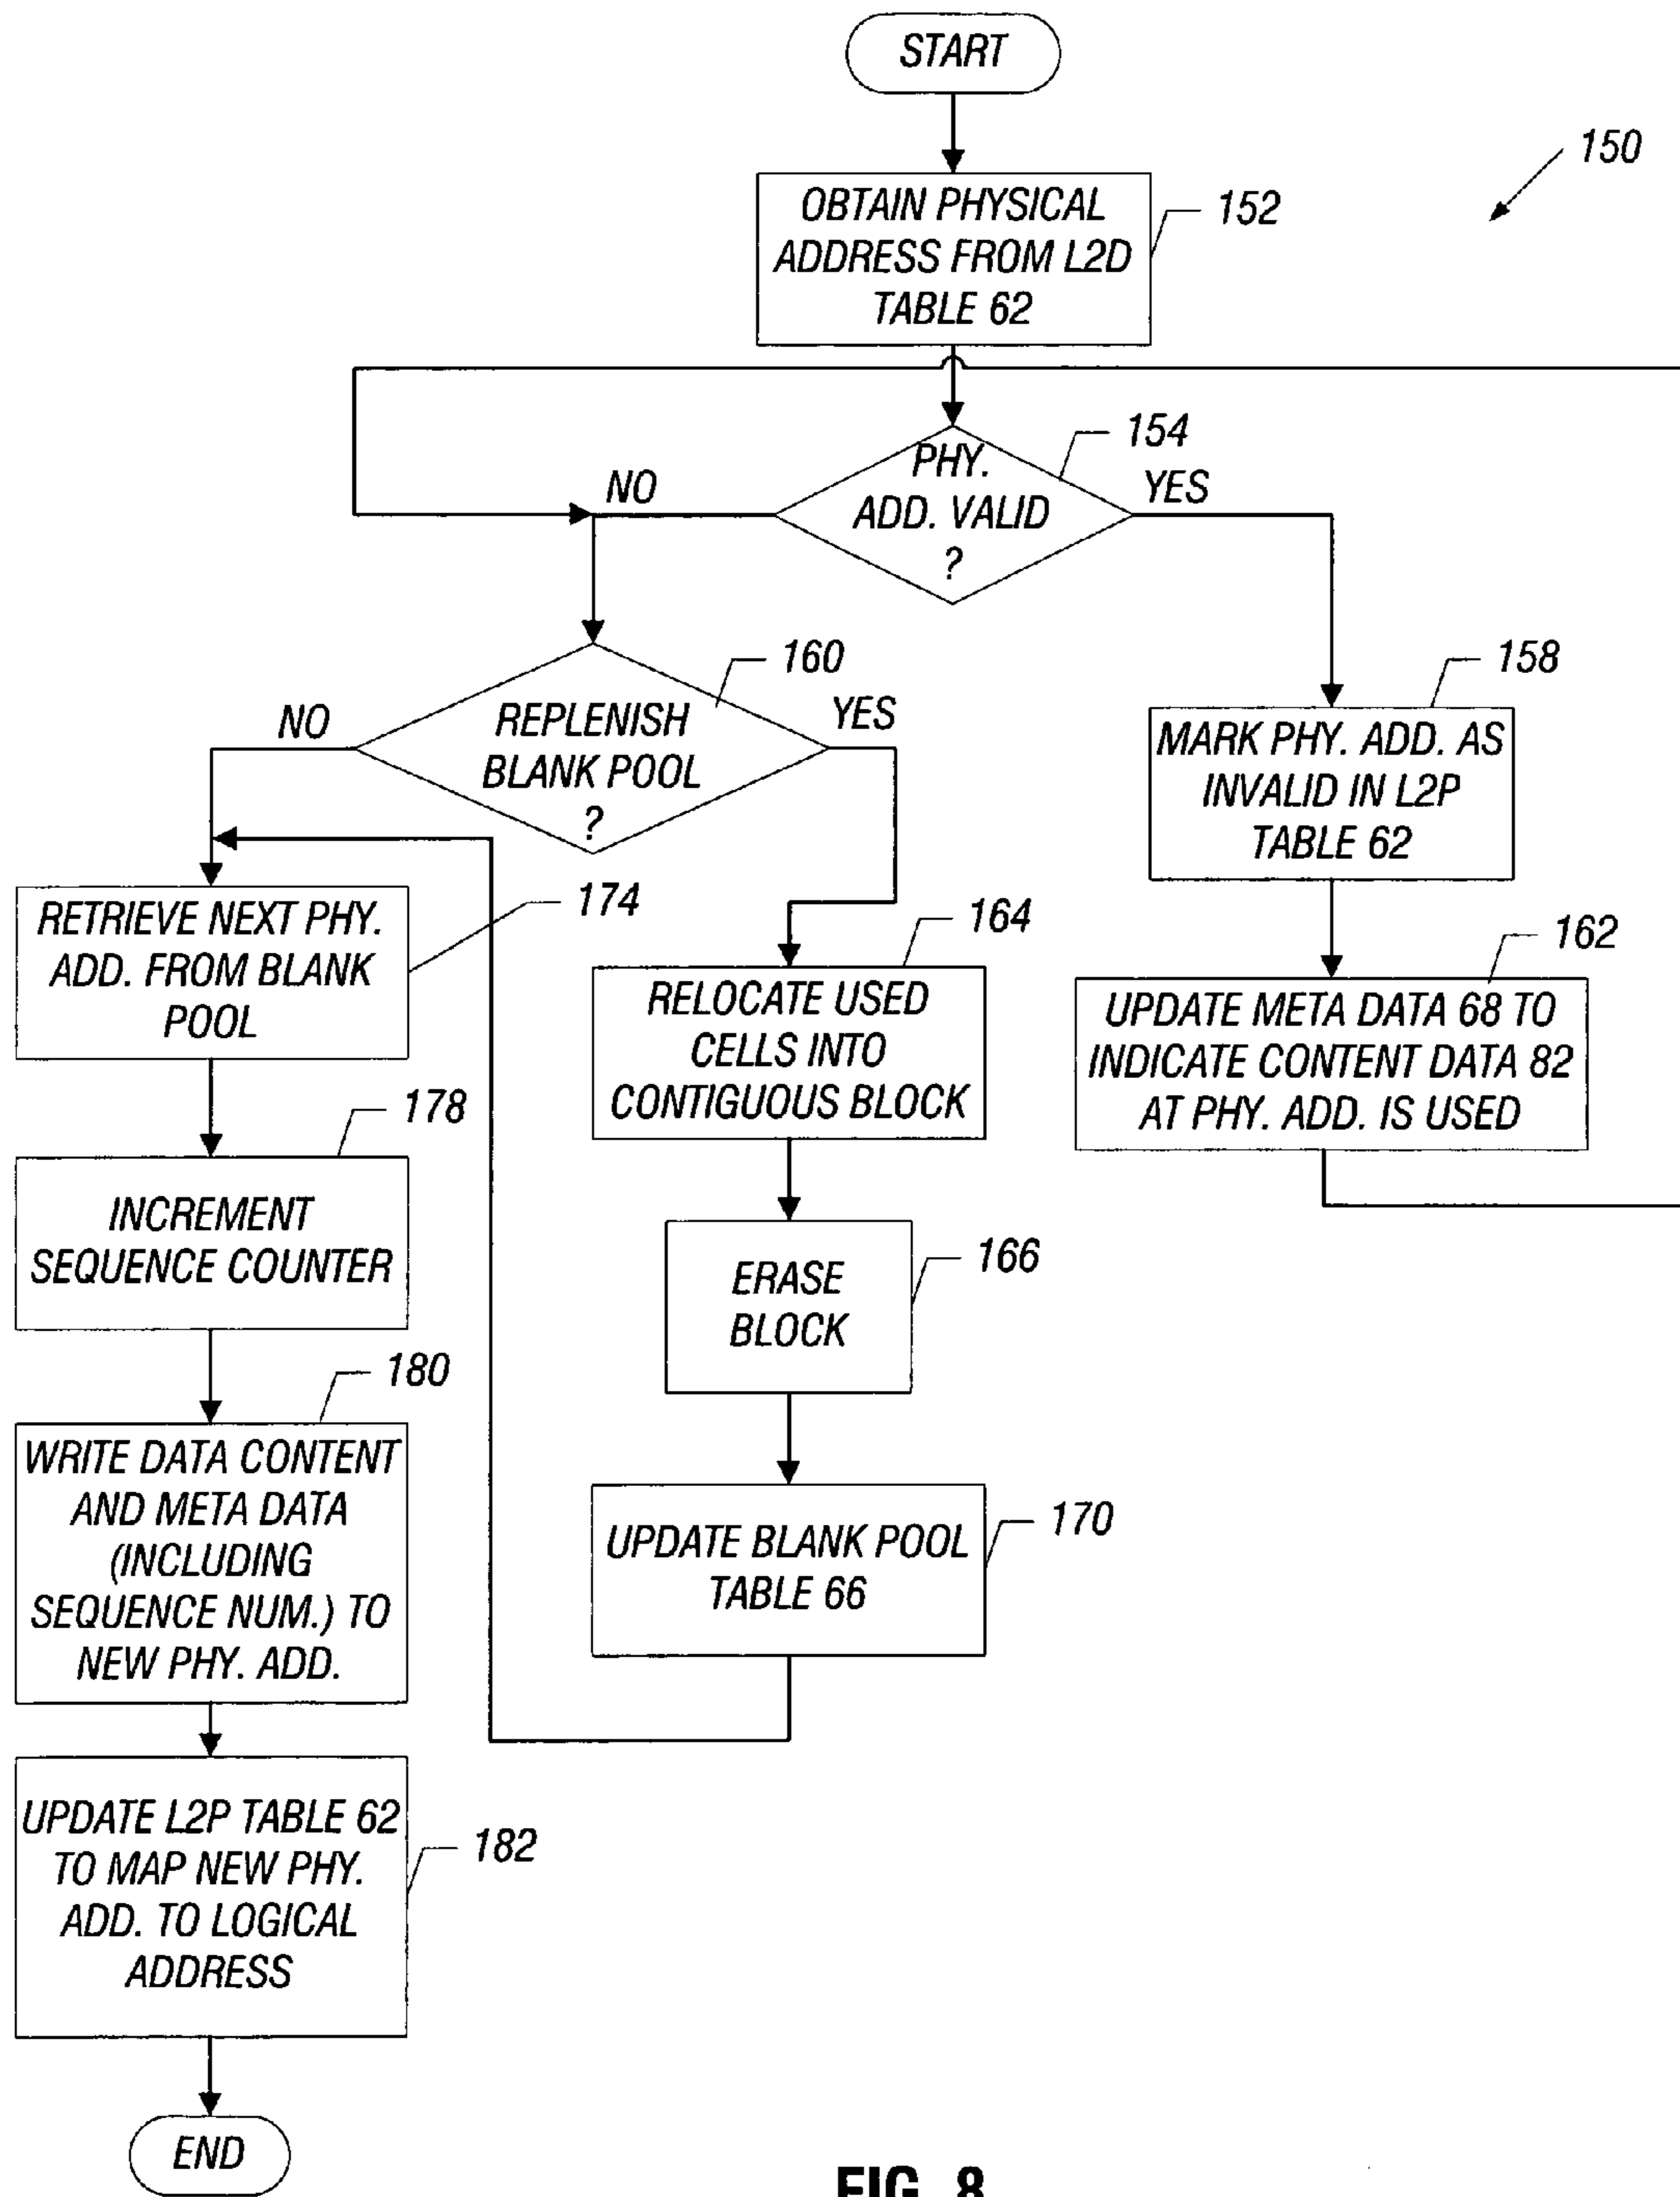 START
150
OBTAIN PHYSICAL
ADDRESS FROM L2D
TABLE 62
152
PHY.
ADD. VALID
?
154
NO
YES
REPLENISH
BLANK POOL
?
160
NO
YES
MARK PHY. ADD. AS
INVALID IN L2P
TABLE 62
158
RETRIEVE NEXT PHY.
ADD. FROM BLANK
POOL
174
RELOCATE USED
CELLS INTO
CONTIGUOUS BLOCK
164
UPDATE META DATA 68 TO
INDICATE CONTENT DATA 82
AT PHY. ADD. IS USED
162
INCREMENT
SEQUENCE COUNTER
178
ERASE
BLOCK
166
WRITE DATA CONTENT
AND META DATA
(INCLUDING
SEQUENCE NUM.) TO
NEW PHY. ADD.
180
UPDATE BLANK POOL
TABLE 66
170
UPDATE L2P TABLE 62
TO MAP NEW PHY.
ADD. TO LOGICAL
ADDRESS
182
END
FIG. 8